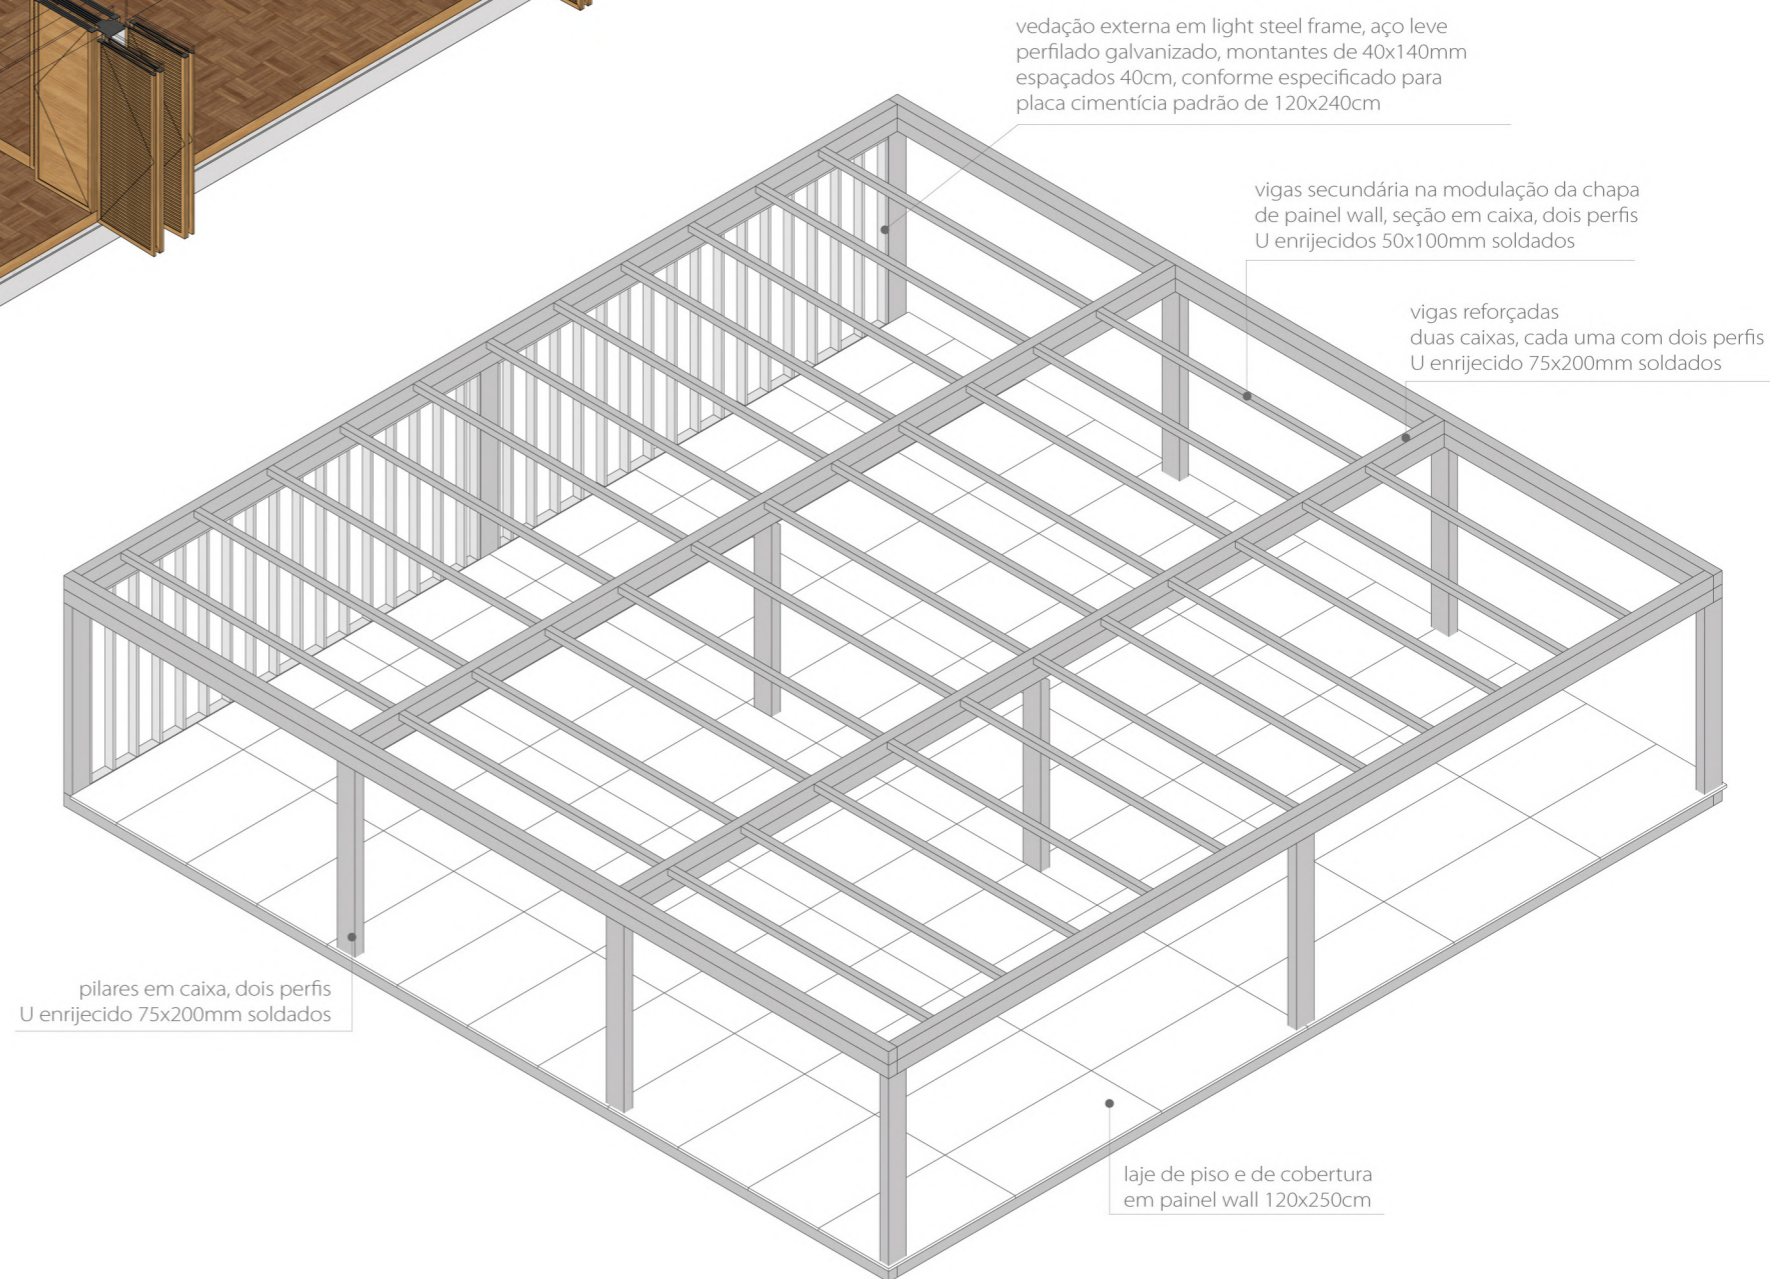 vedação externa em light steel frame, aço leve
perfilado galvanizado, montantes de 40x140mm
espaçados 40cm, conforme especificado para
placa cimentícia padrão de 120x240cm
vigas secundária na modulação da chapa
de painel wall, seção em caixa, dois perfis
U enrijecidos 50x100mm soldados
vigas reforçadas
duas caixas, cada uma com dois perfis
U enrijecido 75x200mm soldados
pilares em caixa, dois perfis
U enrijecido 75x200mm soldados
laje de piso e de cobertura
em painel wall 120x250cm